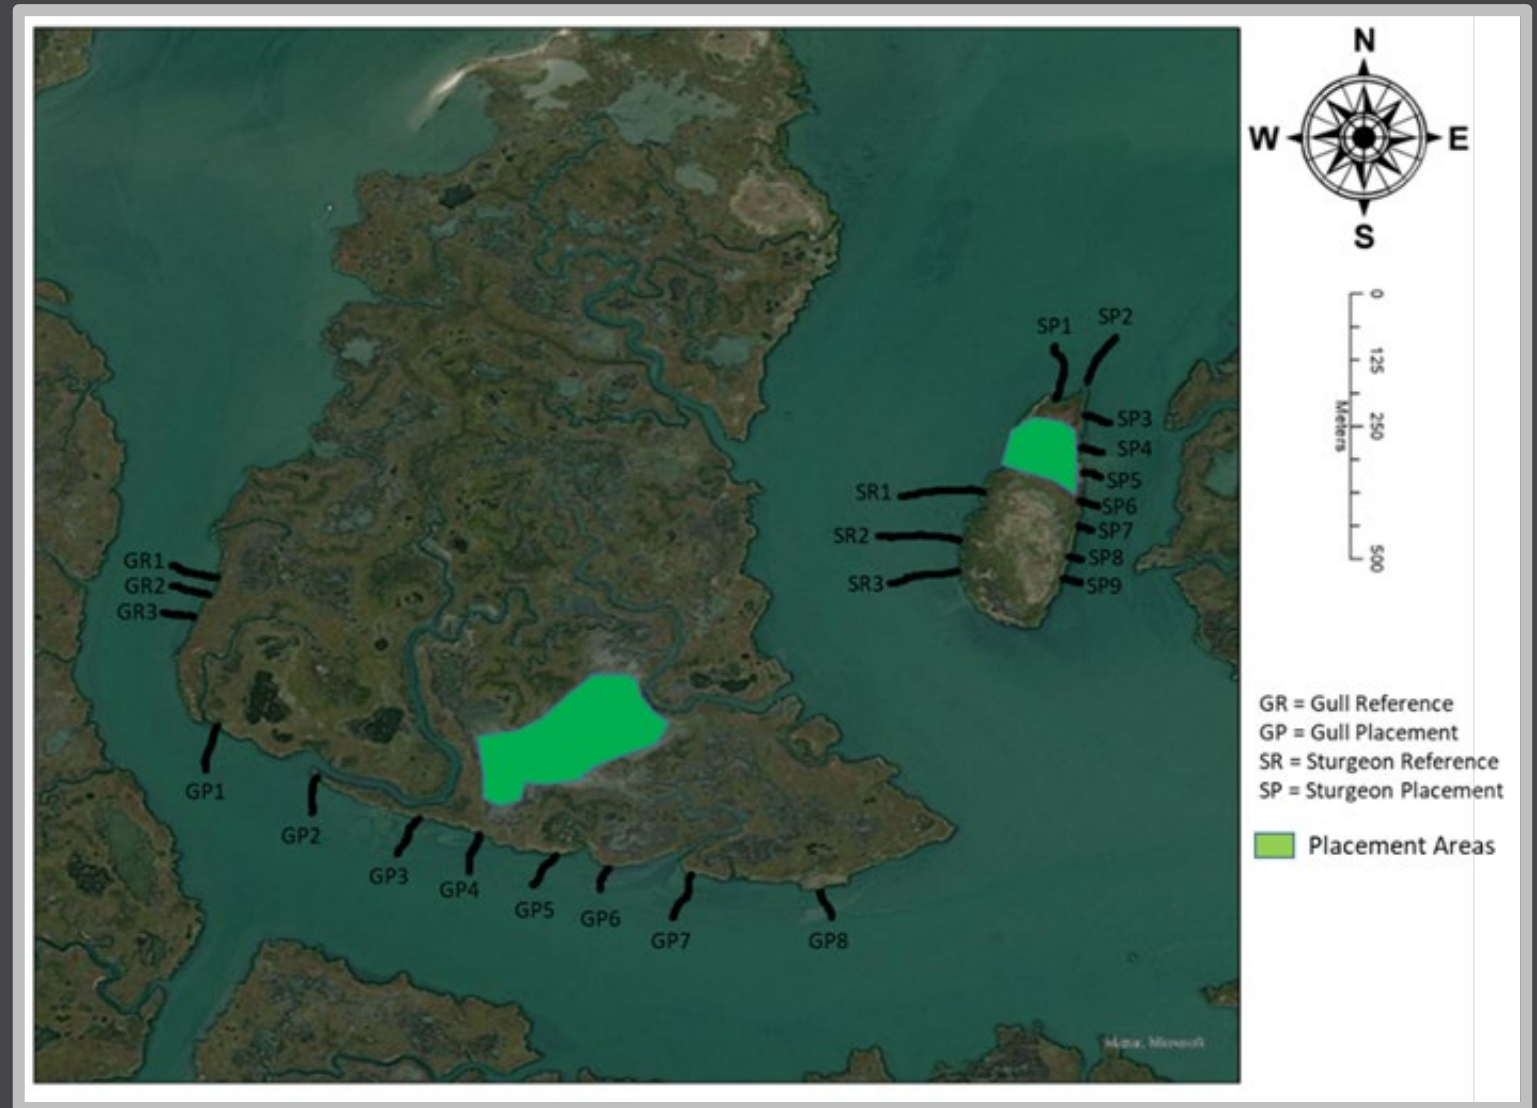 N
W
E
S
0
125
250
500
Meters
SP1
SP2
SP3
SP4
SP5
SP6
SP7
SP8
SP9
SR1
SR2
SR3
GR1
GR2
GR3
GP1
GP2
GP3
GP4
GP5
GP6
GP7
GP8
GR = Gull Reference
GP = Gull Placement
SR = Sturgeon Reference
SP = Sturgeon Placement
Placement Areas
Microsoft